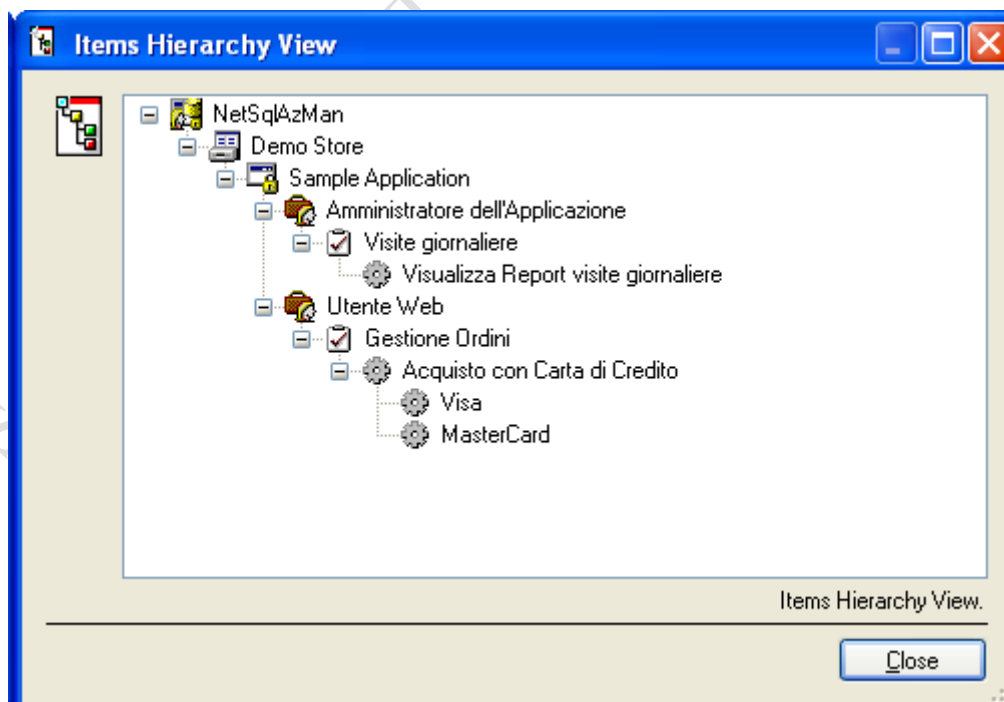 Items Hierarchy View
NetSqlAzMan
Demo Store
Sample Application
Amministratore dell'Applicazione
Visite giornaliere
Visualizza Report visite giornaliere
Utente Web
Gestione Ordini
Acquisto con Carta di Credito
Visa
MasterCard
Items Hierarchy View.
Close